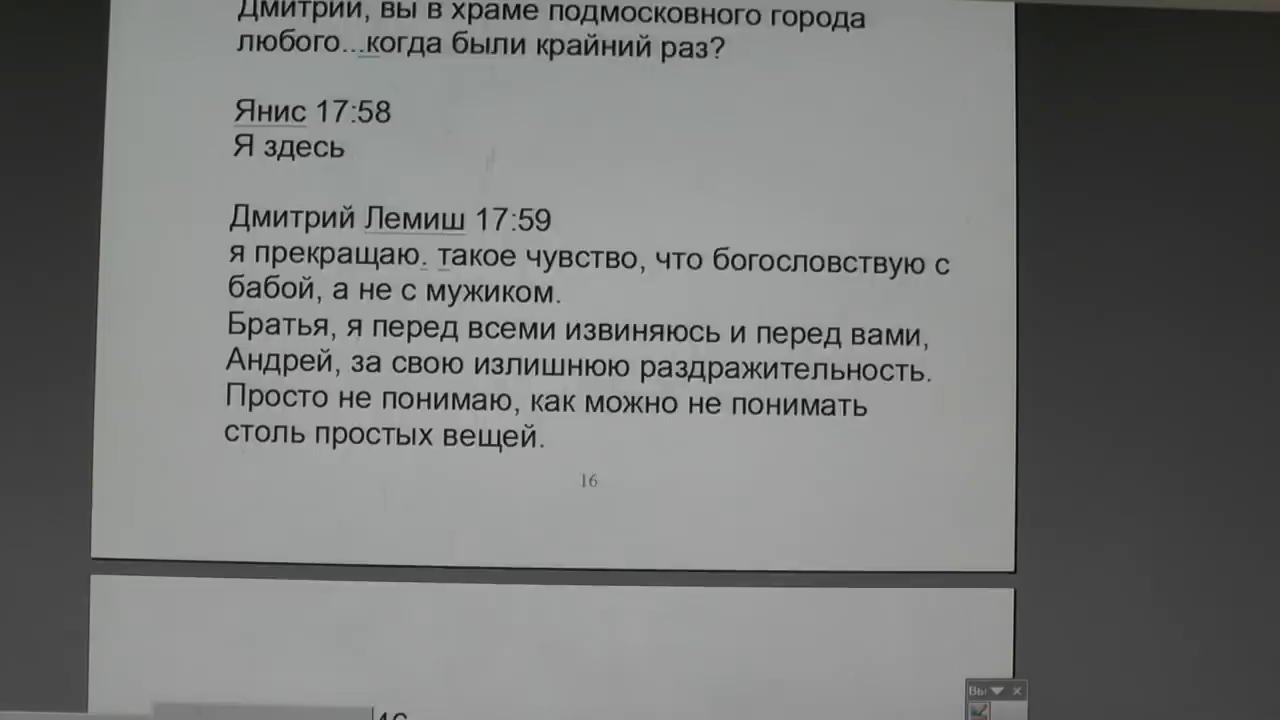 Дмитрий, вы в храме подмосковного города
любого...когда были крайний раз?
Янис 17:58
Я здесь
Дмитрий Лемиш 17:59
я прекращаю. такое чувство, что богословствую с
бабой, а не с мужиком.
Братья, я перед всеми извиняюсь и перед вами,
Андрей, за свою излишнюю раздражительность.
Просто не понимаю, как можно не понимать
столь простых вещей.
16
Вы